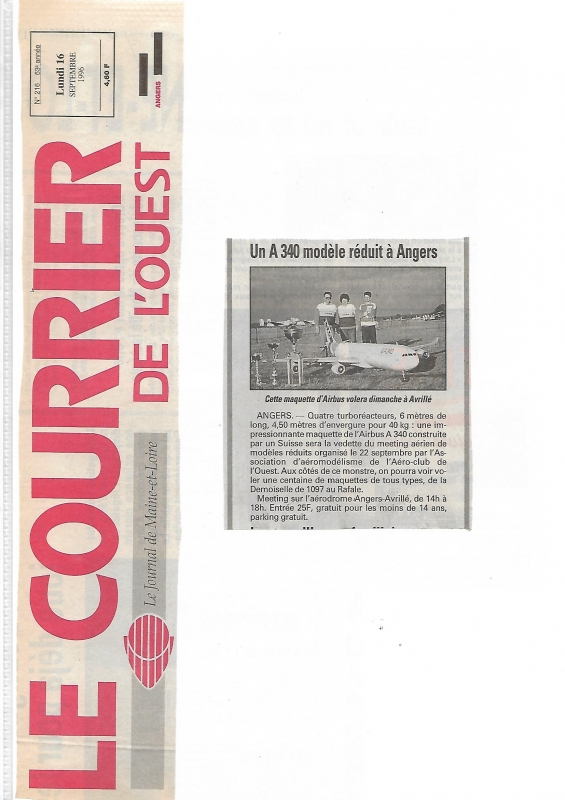 N° 216 53e année
Lundi 16
SEPTEMBRE
1996
4,60 F
ANGERS
LE COURRIER
DE L'OUEST
Le Journal de Maine-et-Loire
Un A 340 modèle réduit à Angers
Cette maquette d'Airbus volera dimanche à Avrillé
ANGERS. — Quatre turboréacteurs, 6 mètres de
long, 4,50 mètres d'envergure pour 40 kg : une im-
pressionnante maquette de l'Airbus A 340 construite
par un Suisse sera la vedette du meeting aérien de
modèles réduits organisé le 22 septembre par l'As-
sociation d'aéromodélisme de l'Aéro-club de
l'Ouest. Aux côtés de ce monstre, on pourra voir vo-
ler une centaine de maquettes de tous types, de la
Demoiselle de 1097 au Rafale.
Meeting sur l'aérodrome Angers-Avrillé, de 14h à
18h. Entrée 25F, gratuit pour les moins de 14 ans,
parking gratuit.